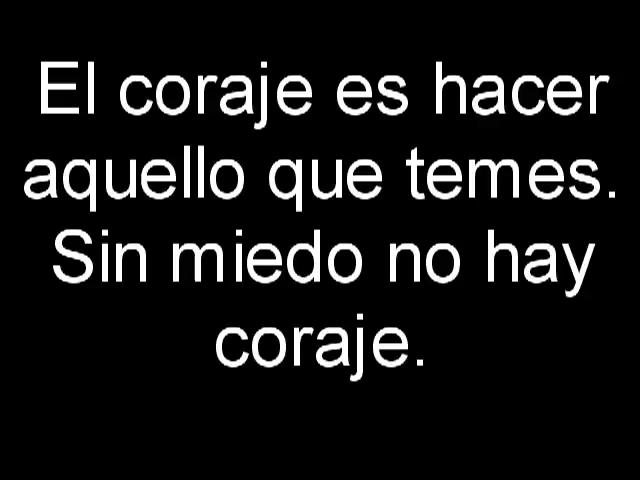 El coraje es hacer
aquello que temes.
Sin miedo no hay
coraje.